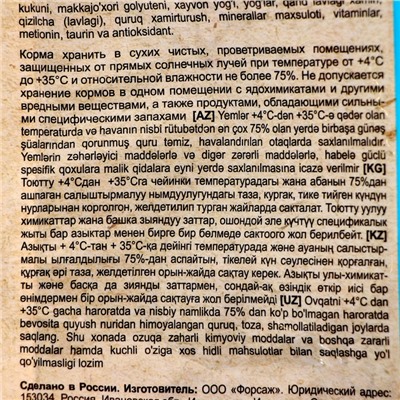 kukuni, makkajo'xori golyuteni, xayvon yog'i, yog'lar, qand lavlagi xamiri,
qizilcha (lavlagi), quruq xamirturush, minerallar maxsuloti, vitaminlar,
metionin, taurin va antioksidant.
Корма хранить в сухих чистых, проветриваемых помещениях,
защищенных от прямых солнечных лучей при температуре от +4°С
до +35°С и относительной влажности не более 75%. Не допускается
хранение кормов в одном помещении с ядохимикатами и другими
вредными веществами, а также продуктами, обладающими сильны-
ми специфическими запахами [AZ] Yemlər +4°C-dən +35°C-ə qədər olan
temperaturda və havanın nisbi rütubətdən ən çox 75% olan yerdə birbaşa günəş
şüalarından qorunmuş quru təmiz, havalandırılan otaqlarda saxlanılmalıdır.
Yemlərin zəhərləyici maddələrlə və digər zərərli maddələrlə, habelə güclü
spesifik qoxulara malik qidalara eyni yerdə saxlanılmasına icazə verilmir [KG]
Тоютту +4°Сдан +35°Сга чейинки температурадагы жана абанын 75%дан
ашпаган салыштырмалуу нымдуулугундагы таза, кургак, тике тийген күндүн
нурларынан корголгон, желдетилип турган жайларда сакталат. Тоютту уулуу
химикаттар жана башка зыяндуу заттар, ошондой эле күчтүү спецификалык
жыты бар азыктар менен бирге бир бөлмөдө сактоого жол берилбейт. [KZ]
Азықты + 4°С-тан + 35°С-қа дейінгі температурада және ауаның салыстыр-
малы ылғалдылығы 75%-дан аспайтын, тікелей күн сәулесінен қорғалған,
құрғақ әрі таза, желдетілген орын-жайда сақтау керек. Азықты улы-химикат-
ты және басқа да зиянды заттармен, сондай-ақ өзіндік өткір иісі бар
өнімдермен бір орын-жайда сақтауға жол берілмейді [UZ] Ovqatni +4°C dan
+35°C gacha haroratda va nisbiy namlikda 75% dan ko'p bo'lmagan haroratda
bevosita quyush nuridan himoyalangan quruq, toza, shamollatiladigan joylarda
saqlang. Shu xonada ozuqa zaharli kimyoviy moddalar va boshqa zararli
moddalar hamda kuchli o'ziga xos hidli mahsulotlar bilan saqlashga yo'l
qo'yilmasligi lozim
Сделано в России. Изготовитель: ООО «Форсаж». Юридический адрес:
153034, Россия, Ивановская